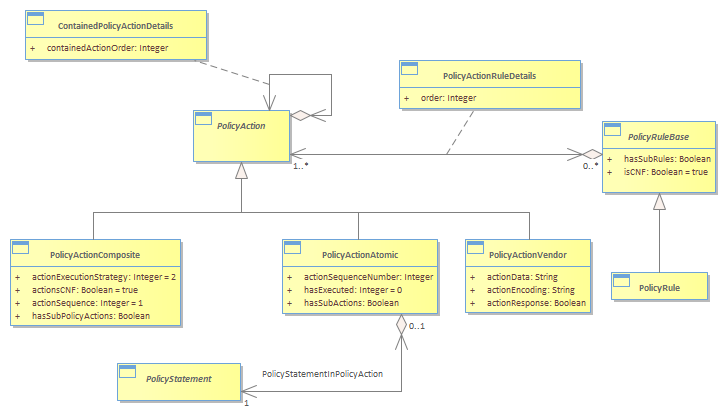 ContainedPolicyActionDetails
+ containedActionOrder: Integer
PolicyActionRuleDetails
+ order: Integer
PolicyAction
PolicyRuleBase
+ hasSubRules: Boolean
+ isCNF: Boolean = true
1..*
0..*
PolicyActionComposite
+ actionExecutionStrategy: Integer = 2
+ actionsCNF: Boolean = true
+ actionSequence: Integer = 1
+ hasSubPolicyActions: Boolean
PolicyActionAtomic
+ actionSequenceNumber: Integer
+ hasExecuted: Integer = 0
+ hasSubActions: Boolean
PolicyActionVendor
+ actionData: String
+ actionEncoding: String
+ actionResponse: Boolean
PolicyRule
0..1
PolicyStatementInPolicyAction
PolicyStatement
1